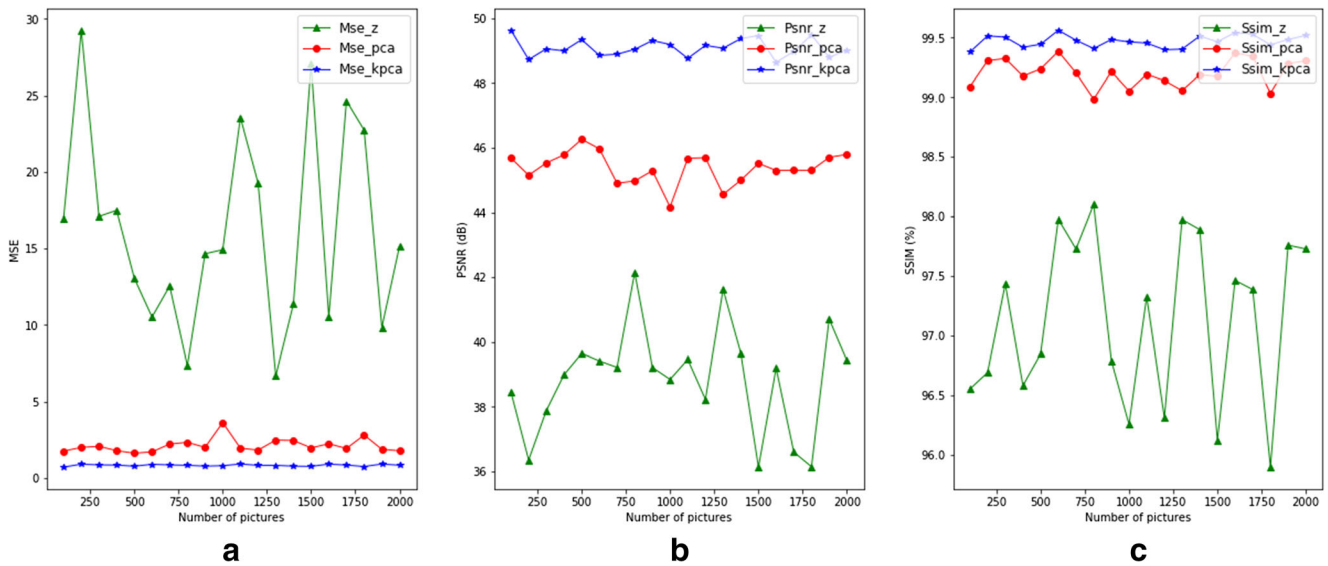 Mse_z
Mse_pca
Mse_kpca
30
25
20
15
10
5
0
MSE
250 500 750 1000 1250 1500 1750 2000
Number of pictures
a
Psnr_z
Psnr_pca
Psnr_kpca
50
48
46
44
42
40
38
36
PSNR (dB)
250 500 750 1000 1250 1500 1750 2000
Number of pictures
b
Ssim_z
Ssim_pca
Ssim_kpca
99.5
99.0
98.5
98.0
97.5
97.0
96.5
96.0
SSIM (%)
250 500 750 1000 1250 1500 1750 2000
Number of pictures
c